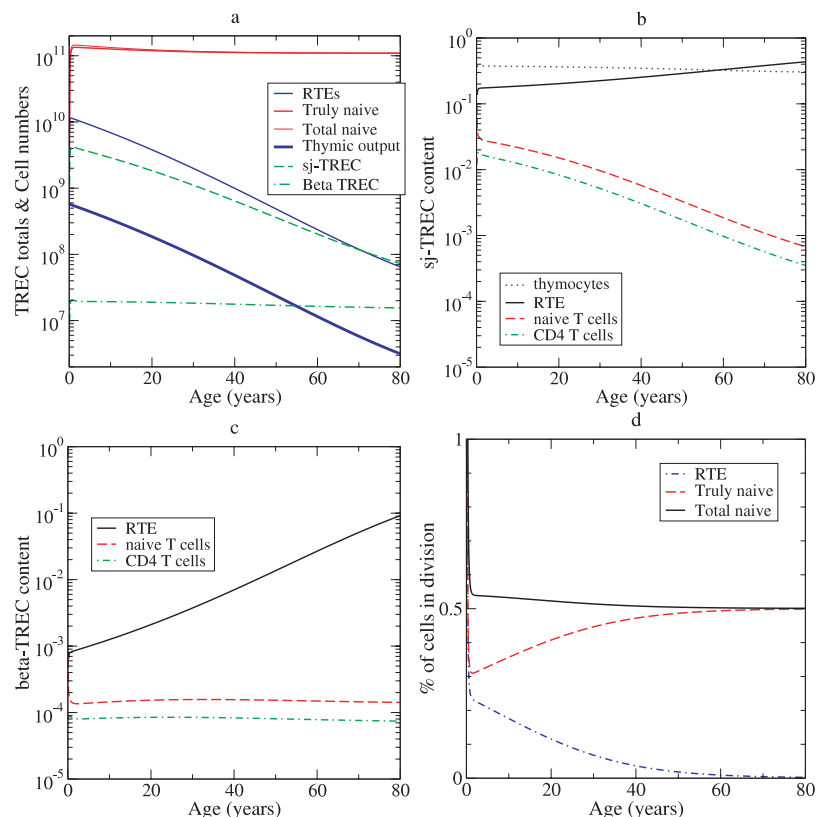 a
TREC totals & Cell numbers
10^11
10^10
10^9
10^8
10^7
RTEs
Truly naive
Total naive
Thymic output
sj-TREC
Beta TREC
0 20 40 60 80
Age (years)
b
sj-TREC content
10^0
10^-1
10^-2
10^-3
10^-4
10^-5
thymocytes
RTE
naive T cells
CD4 T cells
0 20 40 60 80
Age (years)
c
beta-TREC content
10^0
10^-1
10^-2
10^-3
10^-4
10^-5
RTE
naive T cells
CD4 T cells
0 20 40 60 80
Age (years)
d
% of cells in division
1
0.5
0
RTE
Truly naive
Total naive
0 20 40 60 80
Age (years)